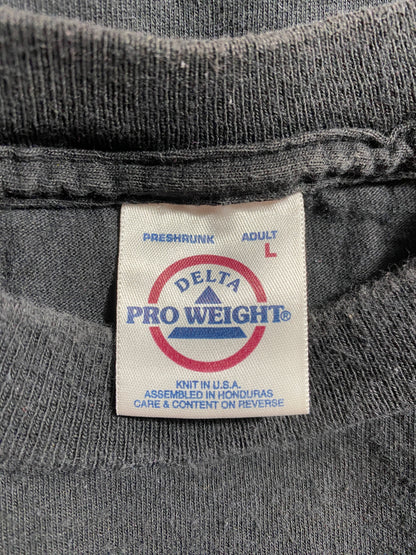 PRESHRUNK ADULT
L
DELTA
PRO WEIGHT®
KNIT IN U.S.A.
ASSEMBLED IN HONDURAS
CARE & CONTENT ON REVERSE